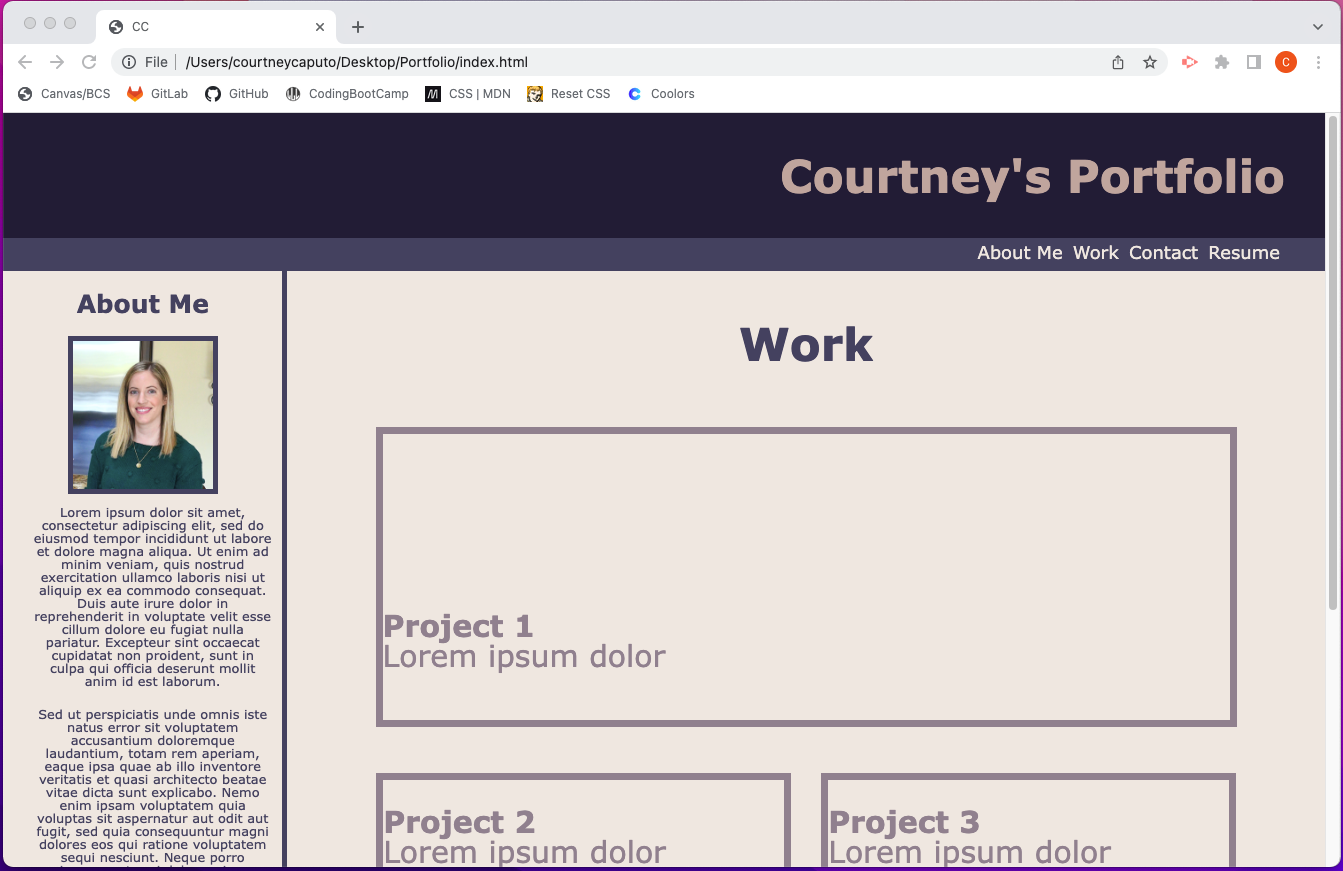 CC
File
/Users/courtneycaputo/Desktop/Portfolio/index.html
C
Canvas/BCS
GitLab
GitHub
CodingBootCamp
M
CSS | MDN
Reset CSS
C
Coolors
Courtney's Portfolio
About Me Work Contact Resume
About Me
Lorem ipsum dolor sit amet,
consectetur adipiscing elit, sed do
eiusmod tempor incididunt ut labore
et dolore magna aliqua. Ut enim ad
minim veniam, quis nostrud
exercitation ullamco laboris nisi ut
aliquip ex ea commodo consequat.
Duis aute irure dolor in
reprehenderit in voluptate velit esse
cillum dolore eu fugiat nulla
pariatur. Excepteur sint occaecat
cupidatat non proident, sunt in
culpa qui officia deserunt mollit
anim id est laborum.
Sed ut perspiciatis unde omnis iste
natus error sit voluptatem
accusantium doloremque
laudantium, totam rem aperiam,
eaque ipsa quae ab illo inventore
veritatis et quasi architecto beatae
vitae dicta sunt explicabo. Nemo
enim ipsam voluptatem quia
voluptas sit aspernatur aut odit aut
fugit, sed quia consequuntur magni
dolores eos qui ratione voluptatem
sequi nesciunt. Neque porro
Work
Project 1
Lorem ipsum dolor
Project 2
Lorem ipsum dolor
Project 3
Lorem ipsum dolor